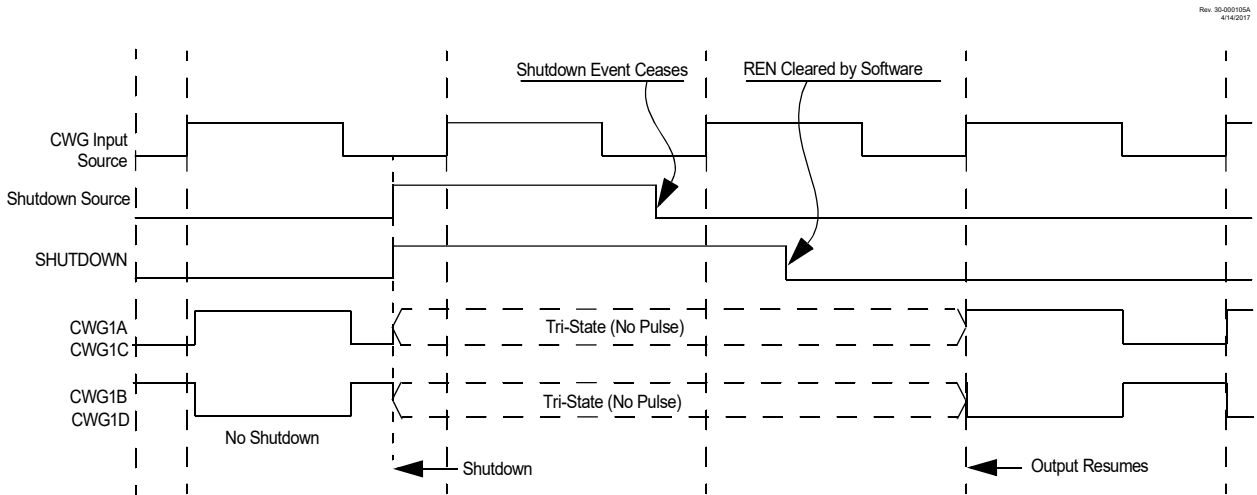 Rev. 30-000105A
4/14/2017
Shutdown Event Ceases
REN Cleared by Software
CWG Input
Source
Shutdown Source
SHUTDOWN
CWG1A
CWG1C
Tri-State (No Pulse)
CWG1B
CWG1D
Tri-State (No Pulse)
No Shutdown
Shutdown
Output Resumes